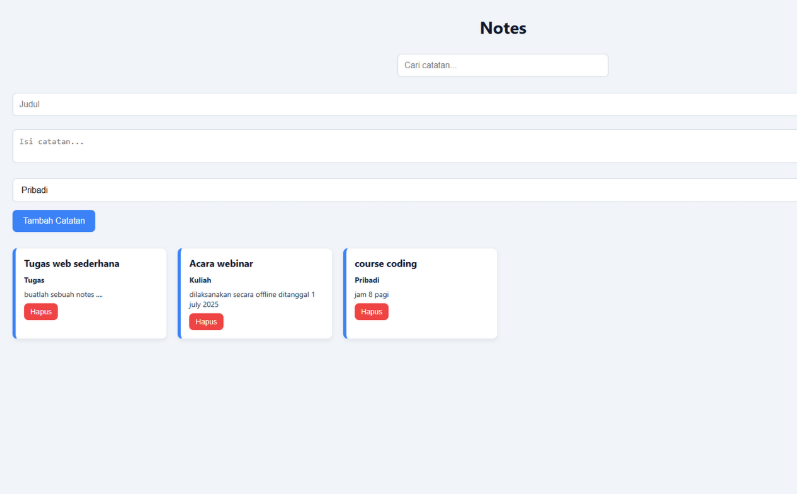 Notes
Cari catatan...
Judul
Isi catatan...
Pribadi
Tambah Catatan
Tugas web sederhana
Tugas
buatlah sebuah notes ....
Hapus
Acara webinar
Kuliah
dilaksanakan secara offline ditanggal 1
july 2025
Hapus
course coding
Pribadi
jam 8 pagi
Hapus